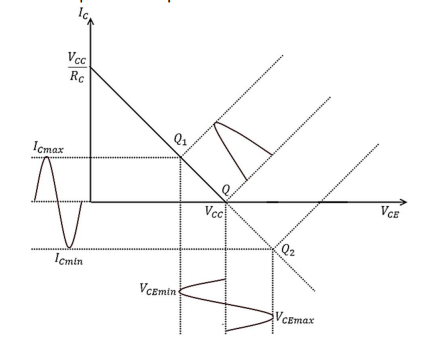 I_C
V_CC
R_C
Q_1
I_Cmax
Q
V_CC
V_CE
I_Cmin
Q_2
V_CEmin
V_CEmax